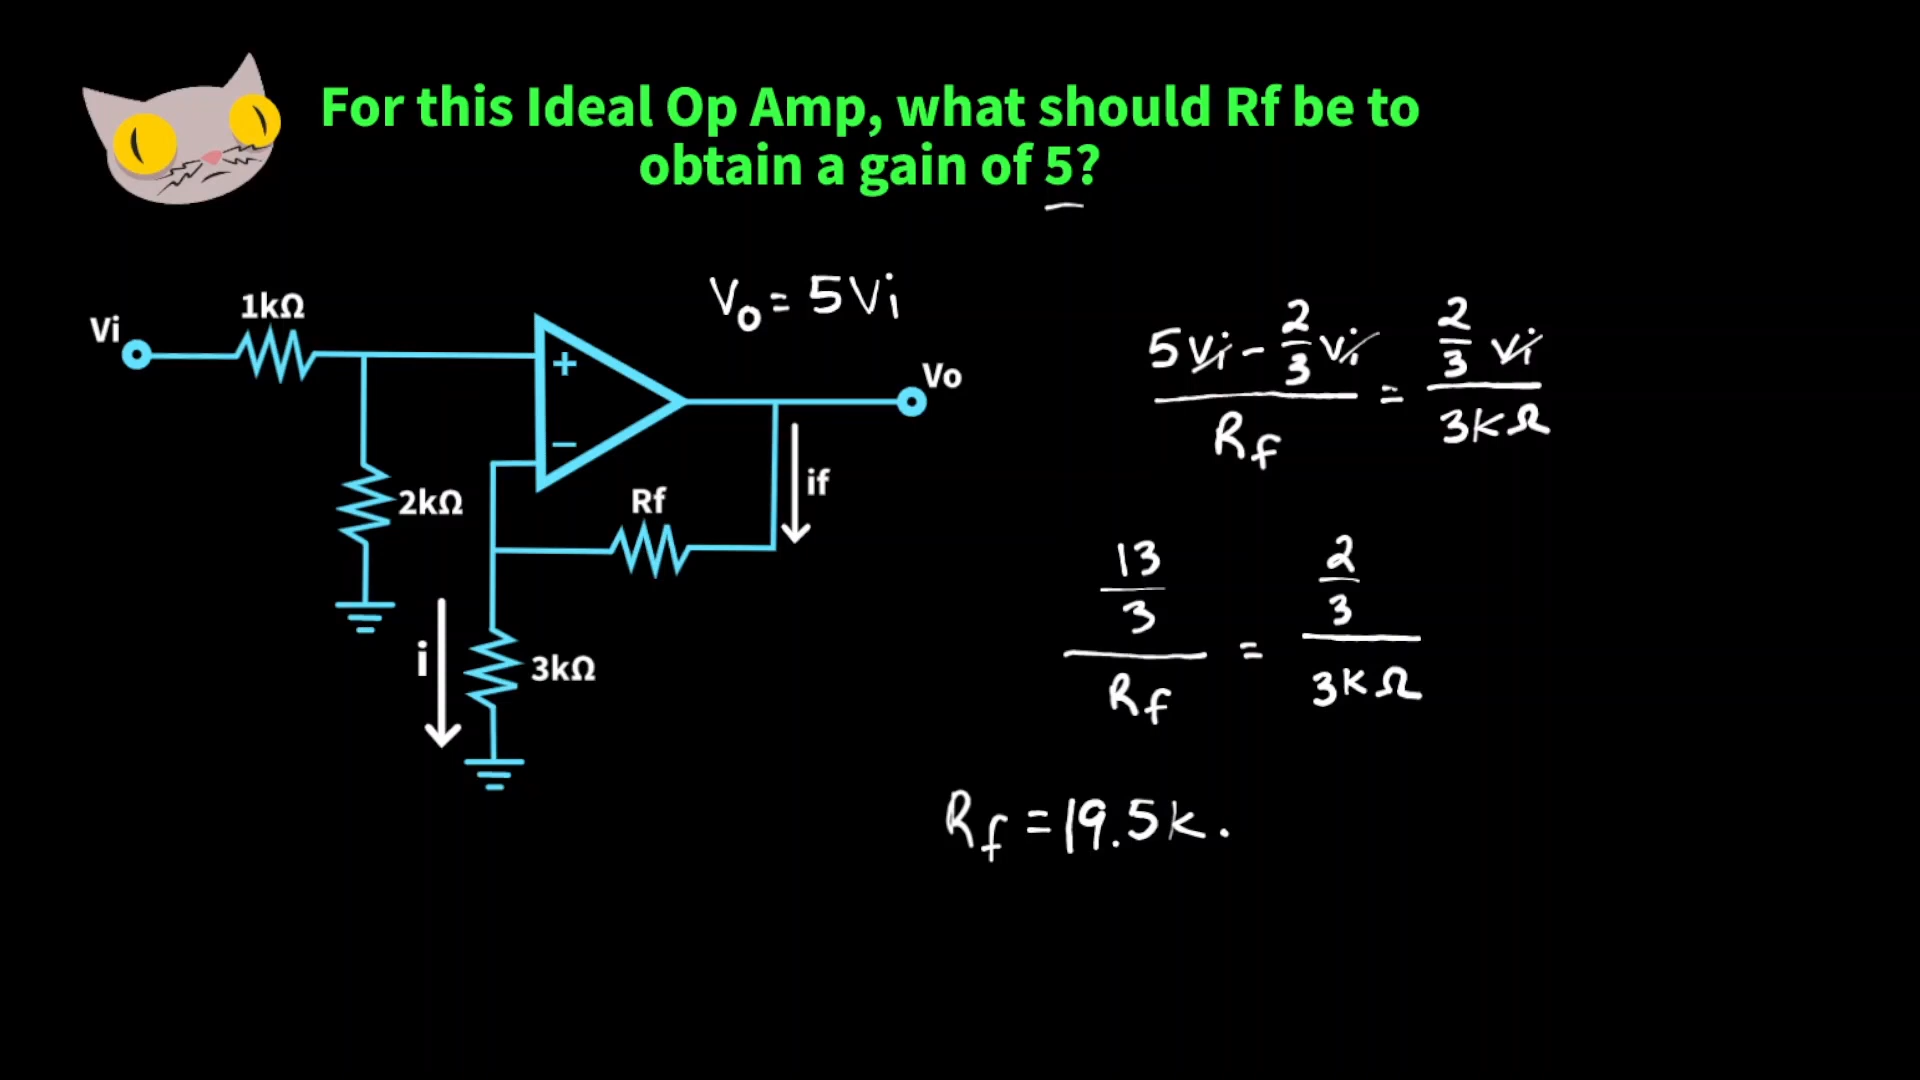 For this Ideal Op Amp, what should Rf be to
obtain a gain of 5?
Vo = 5Vi
1kΩ
Vi
+
Vo
−
2kΩ
Rf
if
i
3kΩ
5Vi - 2/3 Vi / Rf = 2/3 Vi / 3kΩ
13/3 / Rf = 2/3 / 3kΩ
Rf = 19.5k.